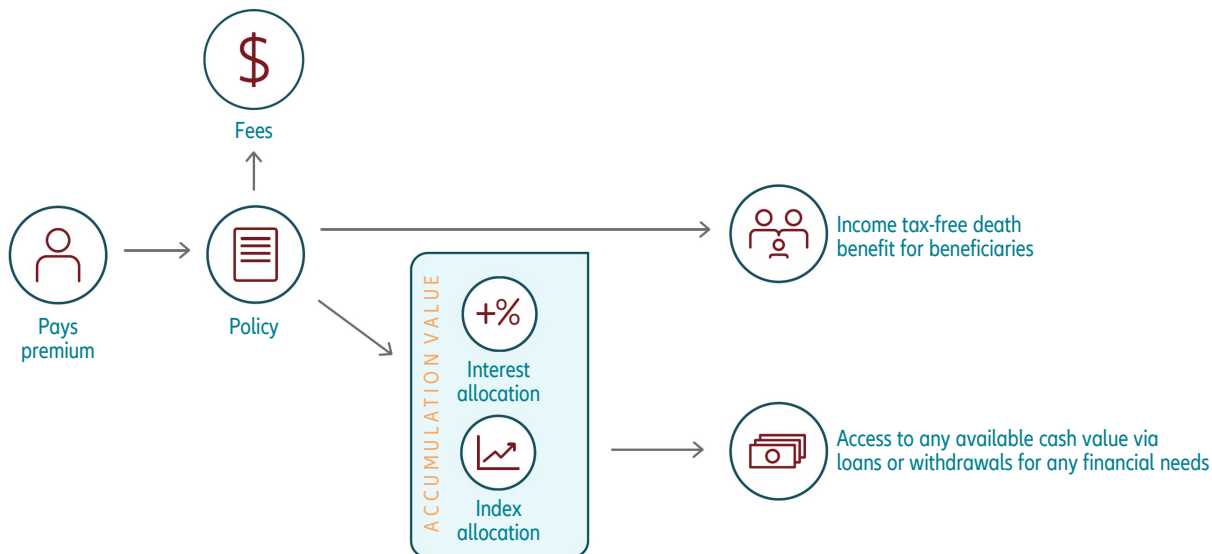 $
Fees
Pays
premium
Policy
ACCUMULATION VALUE
+%
Interest
allocation
Index
allocation
Income tax-free death
benefit for beneficiaries
Access to any available cash value via
loans or withdrawals for any financial needs